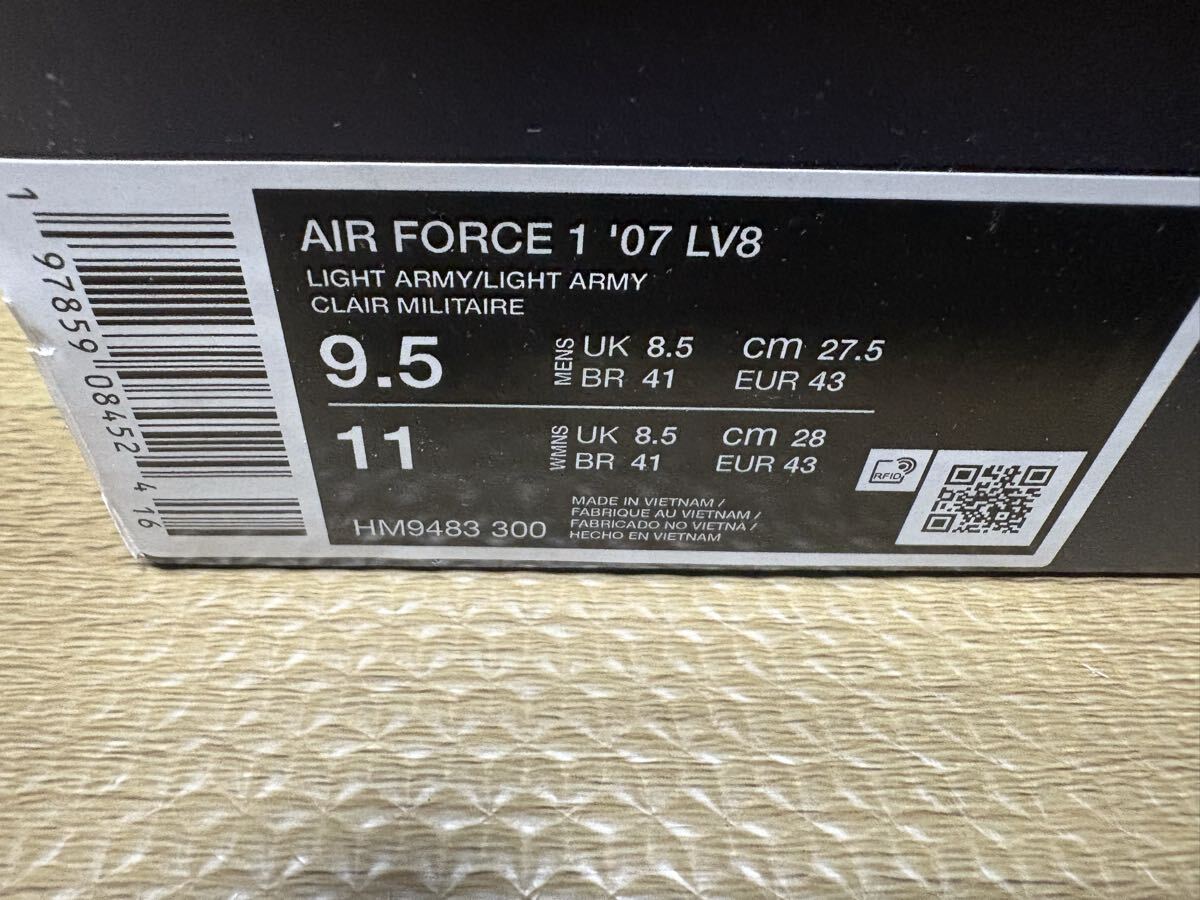 AIR FORCE 1 '07 LV8
LIGHT ARMY/LIGHT ARMY
CLAIR MILITAIRE
9.5 MENS UK 8.5 cm 27.5
BR 41 EUR 43
11 WMNS UK 8.5 cm 28
BR 41 EUR 43
HM9483 300
MADE IN VIETNAM /
FABRIQUE AU VIETNAM /
FABRICADO NO VIETNÃ /
HECHO EN VIETNAM
RFID
1 97859 08452 4 16